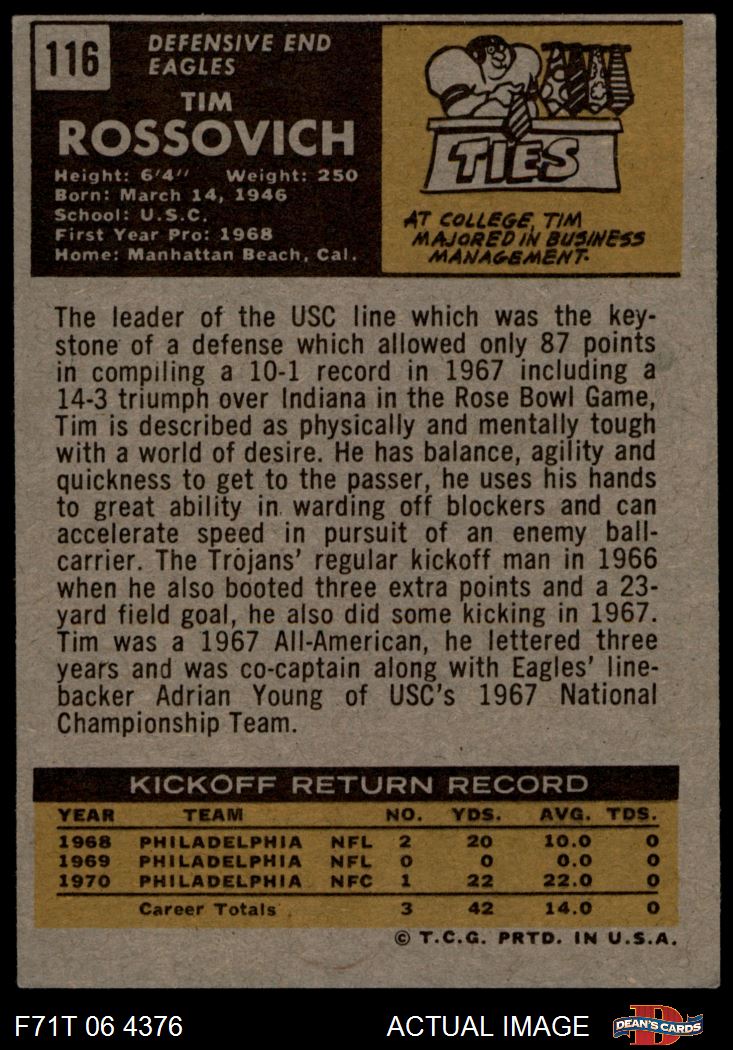 116
DEFENSIVE END
EAGLES
TIM
ROSSOVICH
Height: 6'4" Weight: 250
Born: March 14, 1946
School: U.S.C.
First Year Pro: 1968
Home: Manhattan Beach, Cal.
TIES
AT COLLEGE, TIM
MAJORED IN BUSINESS
MANAGEMENT.
The leader of the USC line which was the key-
stone of a defense which allowed only 87 points
in compiling a 10-1 record in 1967 including a
14-3 triumph over Indiana in the Rose Bowl Game,
Tim is described as physically and mentally tough
with a world of desire. He has balance, agility and
quickness to get to the passer, he uses his hands
to great ability in warding off blockers and can
accelerate speed in pursuit of an enemy ball-
carrier. The Trojans' regular kickoff man in 1966
when he also booted three extra points and a 23-
yard field goal, he also did some kicking in 1967.
Tim was a 1967 All-American, he lettered three
years and was co-captain along with Eagles' line-
backer Adrian Young of USC's 1967 National
Championship Team.
KICKOFF RETURN RECORD
YEAR TEAM NO. YDS. AVG. TDS.
1968 PHILADELPHIA NFL 2 20 10.0 0
1969 PHILADELPHIA NFL 0 0 0.0 0
1970 PHILADELPHIA NFC 1 22 22.0 0
Career Totals 3 42 14.0 0
© T.C.G. PRTD. IN U.S.A.
F71T 06 4376 ACTUAL IMAGE D DEAN'S CARDS